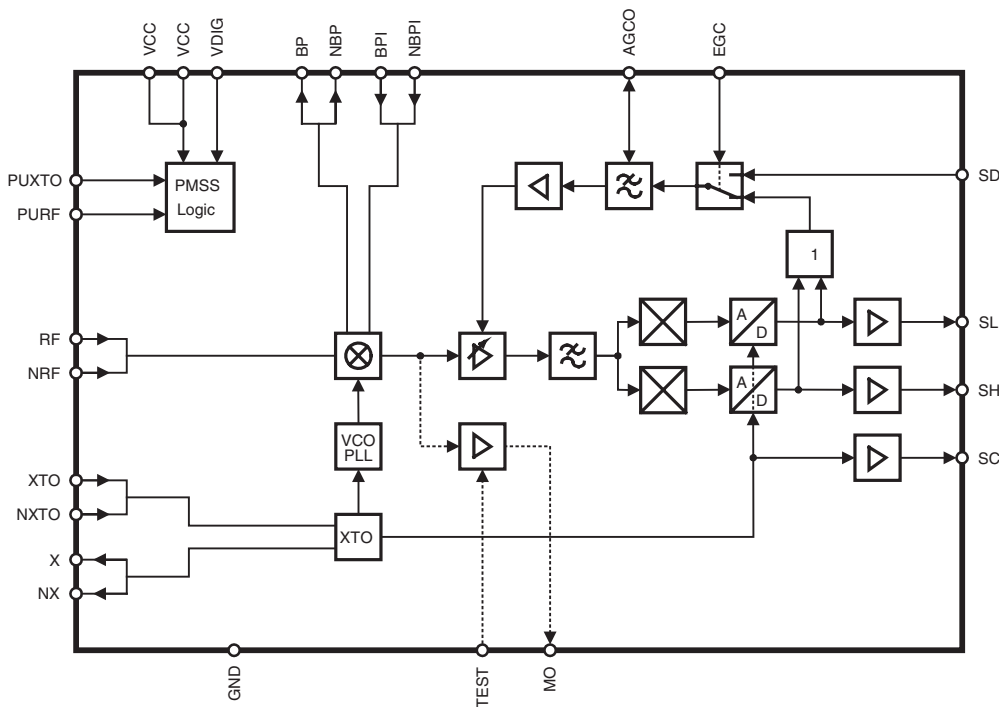 VCC
VCC
VDIG
BP
NBP
BPI
NBPI
AGCO
EGC
PUXTO
PURF
PMSS
Logic
SD
1
RF
NRF
A
D
SL
A
D
SH
VCO
PLL
SC
XTO
NXTO
XTO
X
NX
GND
TEST
MO